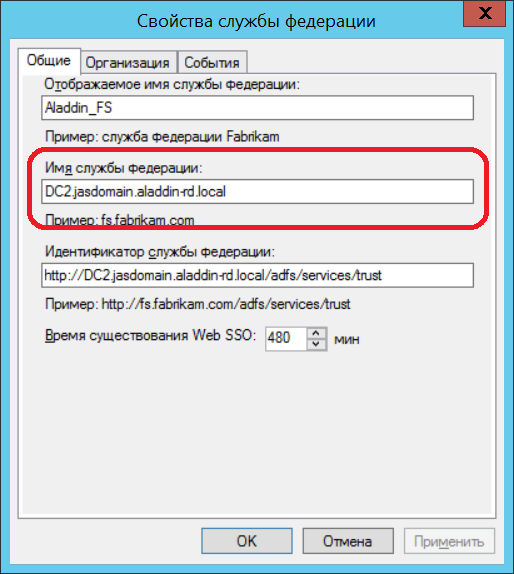 Свойства службы федерации
X
Общие Организация События
Отображаемое имя службы федерации:
Aladdin_FS
Пример: служба федерации Fabrikam
Имя службы федерации:
DC2.jasdomain.aladdin-rd.local
Пример: fs.fabrikam.com
Идентификатор службы федерации:
http://DC2.jasdomain.aladdin-rd.local/adfs/services/trust
Пример: http://fs.fabrikam.com/adfs/services/trust
Время существования Web SSO: 480 мин
OK Отмена Применить